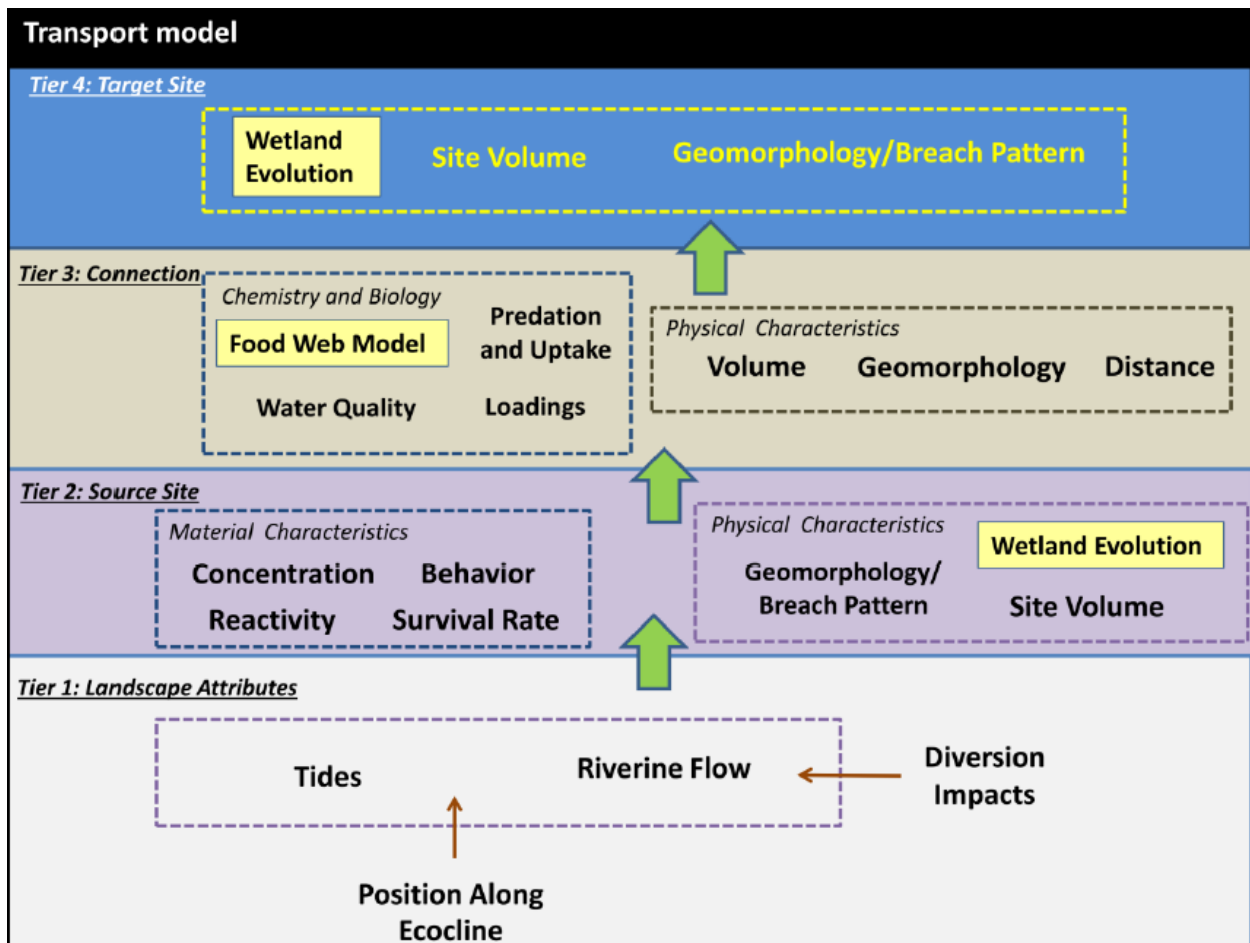 Transport model
Tier 4: Target Site
Wetland
Evolution
Site Volume
Geomorphology/Breach Pattern
Tier 3: Connection
Chemistry and Biology
Food Web Model
Predation
and Uptake
Water Quality
Loadings
Physical Characteristics
Volume
Geomorphology
Distance
Tier 2: Source Site
Material Characteristics
Concentration
Behavior
Reactivity
Survival Rate
Physical Characteristics
Wetland Evolution
Geomorphology/
Breach Pattern
Site Volume
Tier 1: Landscape Attributes
Tides
Riverine Flow
Diversion
Impacts
Position Along
Ecocline